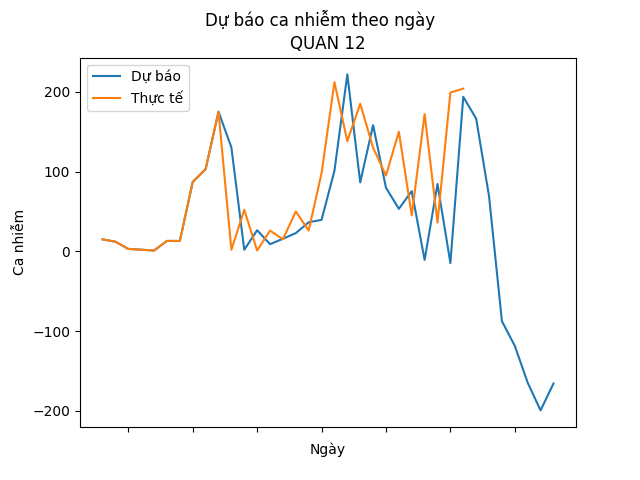 Dự báo ca nhiễm theo ngày
QUAN 12
Dự báo
Thực tế
200
100
0
−100
−200
Ca nhiễm
Ngày